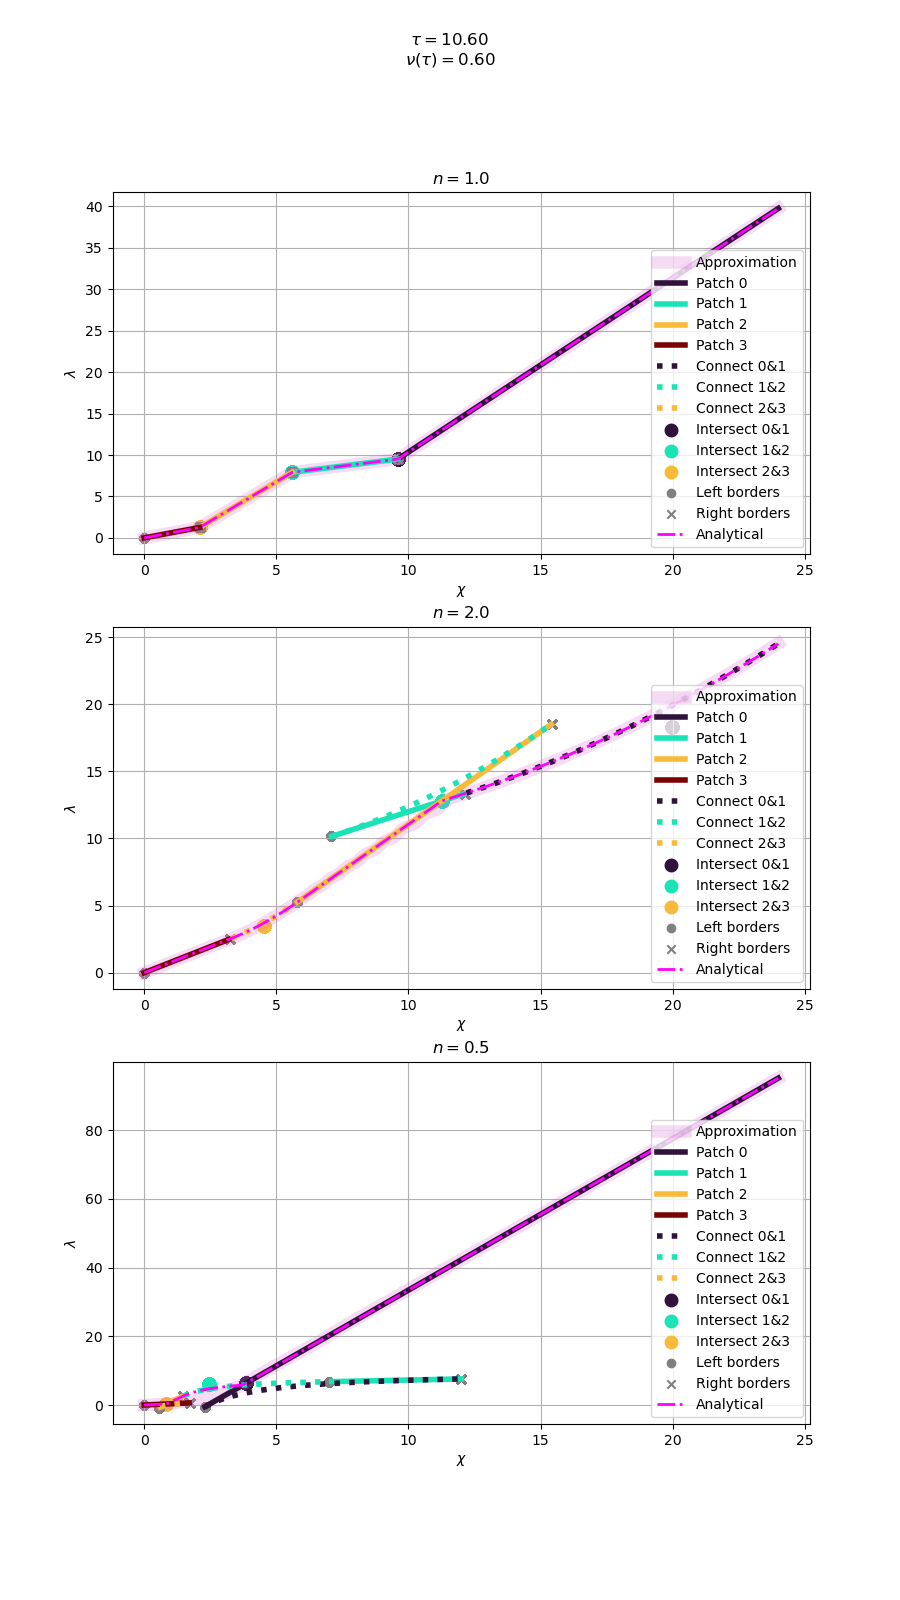 τ = 10.60
ν(τ) = 0.60
n = 1.0
40
35
30
25
20
15
10
5
0
λ
0 5 10 15 20 25
χ
Approximation
Patch 0
Patch 1
Patch 2
Patch 3
Connect 0&1
Connect 1&2
Connect 2&3
Intersect 0&1
Intersect 1&2
Intersect 2&3
Left borders
Right borders
Analytical
n = 2.0
25
20
15
10
5
0
λ
0 5 10 15 20 25
χ
Approximation
Patch 0
Patch 1
Patch 2
Patch 3
Connect 0&1
Connect 1&2
Connect 2&3
Intersect 0&1
Intersect 1&2
Intersect 2&3
Left borders
Right borders
Analytical
n = 0.5
80
60
40
20
0
λ
0 5 10 15 20 25
χ
Approximation
Patch 0
Patch 1
Patch 2
Patch 3
Connect 0&1
Connect 1&2
Connect 2&3
Intersect 0&1
Intersect 1&2
Intersect 2&3
Left borders
Right borders
Analytical